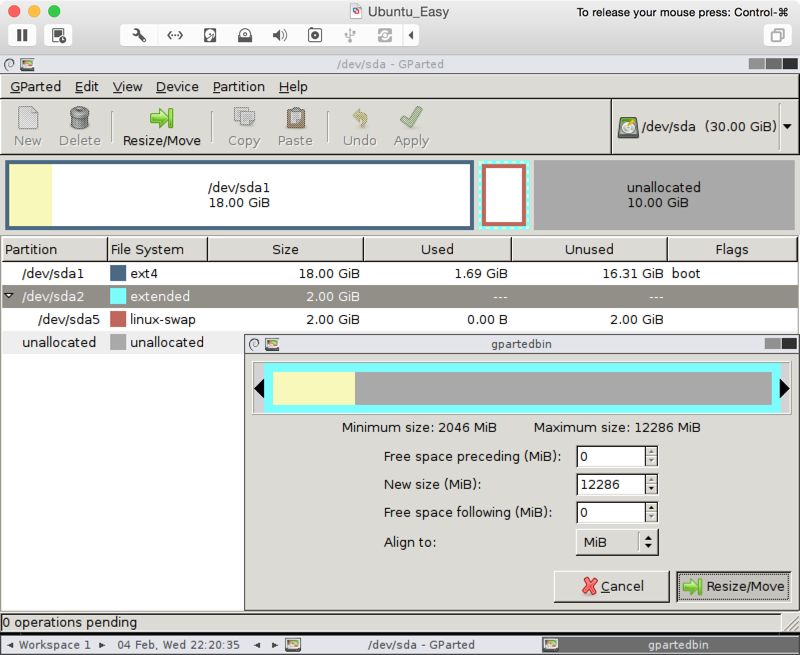 Ubuntu_Easy
To release your mouse press: Control-⌘
/dev/sda - GParted
GParted Edit View Device Partition Help
New Delete Resize/Move Copy Paste Undo Apply /dev/sda (30.00 GiB)
/dev/sda1
18.00 GiB
unallocated
10.00 GiB
Partition File System Size Used Unused Flags
/dev/sda1 ext4 18.00 GiB 1.69 GiB 16.31 GiB boot
/dev/sda2 extended 2.00 GiB --- ---
/dev/sda5 linux-swap 2.00 GiB 0.00 B 2.00 GiB
unallocated unallocated
gpartedbin
Minimum size: 2046 MiB Maximum size: 12286 MiB
Free space preceding (MiB): 0
New size (MiB): 12286
Free space following (MiB): 0
Align to: MiB
Cancel Resize/Move
0 operations pending
Workspace 1 04 Feb, Wed 22:20:35 /dev/sda - GParted gpartedbin